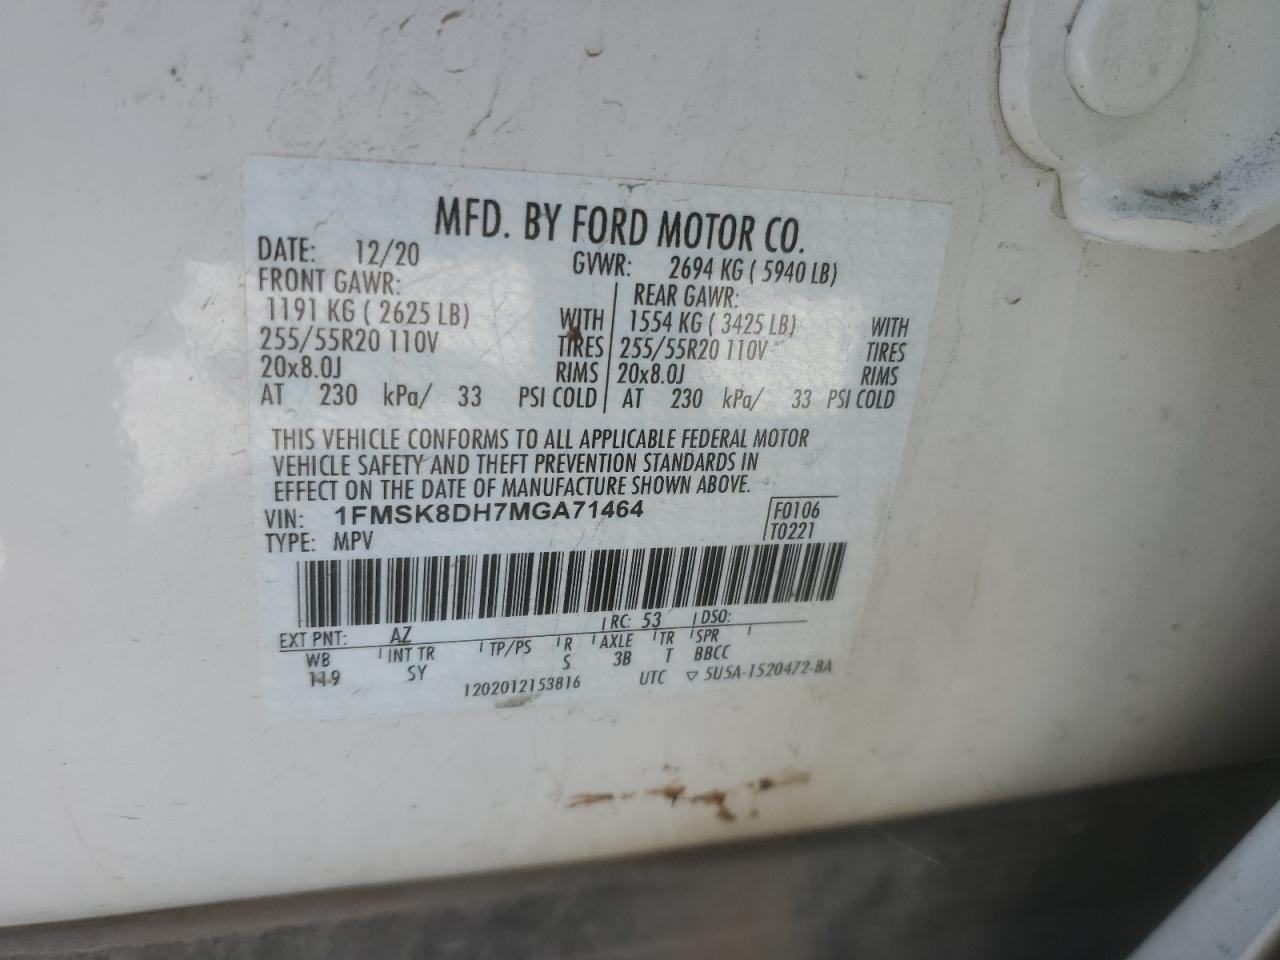 MFD. BY FORD MOTOR CO.
DATE: 12/20 GVWR: 2694 KG ( 5940 LB)
FRONT GAWR: REAR GAWR:
1191 KG ( 2625 LB) WITH 1554 KG ( 3425 LB) WITH
255/55R20 110V TIRES 255/55R20 110V TIRES
20x8.0J RIMS 20x8.0J RIMS
AT 230 kPa/ 33 PSI COLD AT 230 kPa/ 33 PSI COLD
THIS VEHICLE CONFORMS TO ALL APPLICABLE FEDERAL MOTOR
VEHICLE SAFETY AND THEFT PREVENTION STANDARDS IN
EFFECT ON THE DATE OF MANUFACTURE SHOWN ABOVE.
VIN: 1FMSK8DH7MGA71464 F0106
TYPE: MPV T0221
EXT PNT: AZ RC: 53 DSO:
WB INT TR TP/PS R AXLE TR SPR
119 SY S 3B T BBCC
1202012153816 UTC ▽ 5U5A-1520472-BA